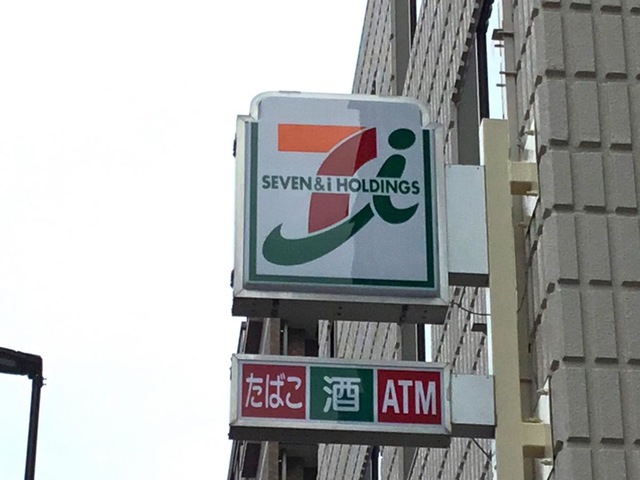 SEVEN&i HOLDINGS
たばこ 酒 ATM